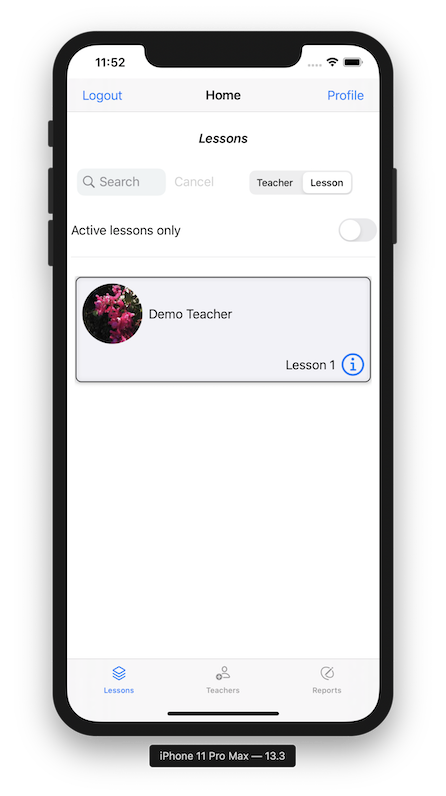 11:52
Logout Home Profile
Lessons
Search Cancel Teacher Lesson
Active lessons only
Demo Teacher
Lesson 1
Lessons Teachers Reports
iPhone 11 Pro Max — 13.3